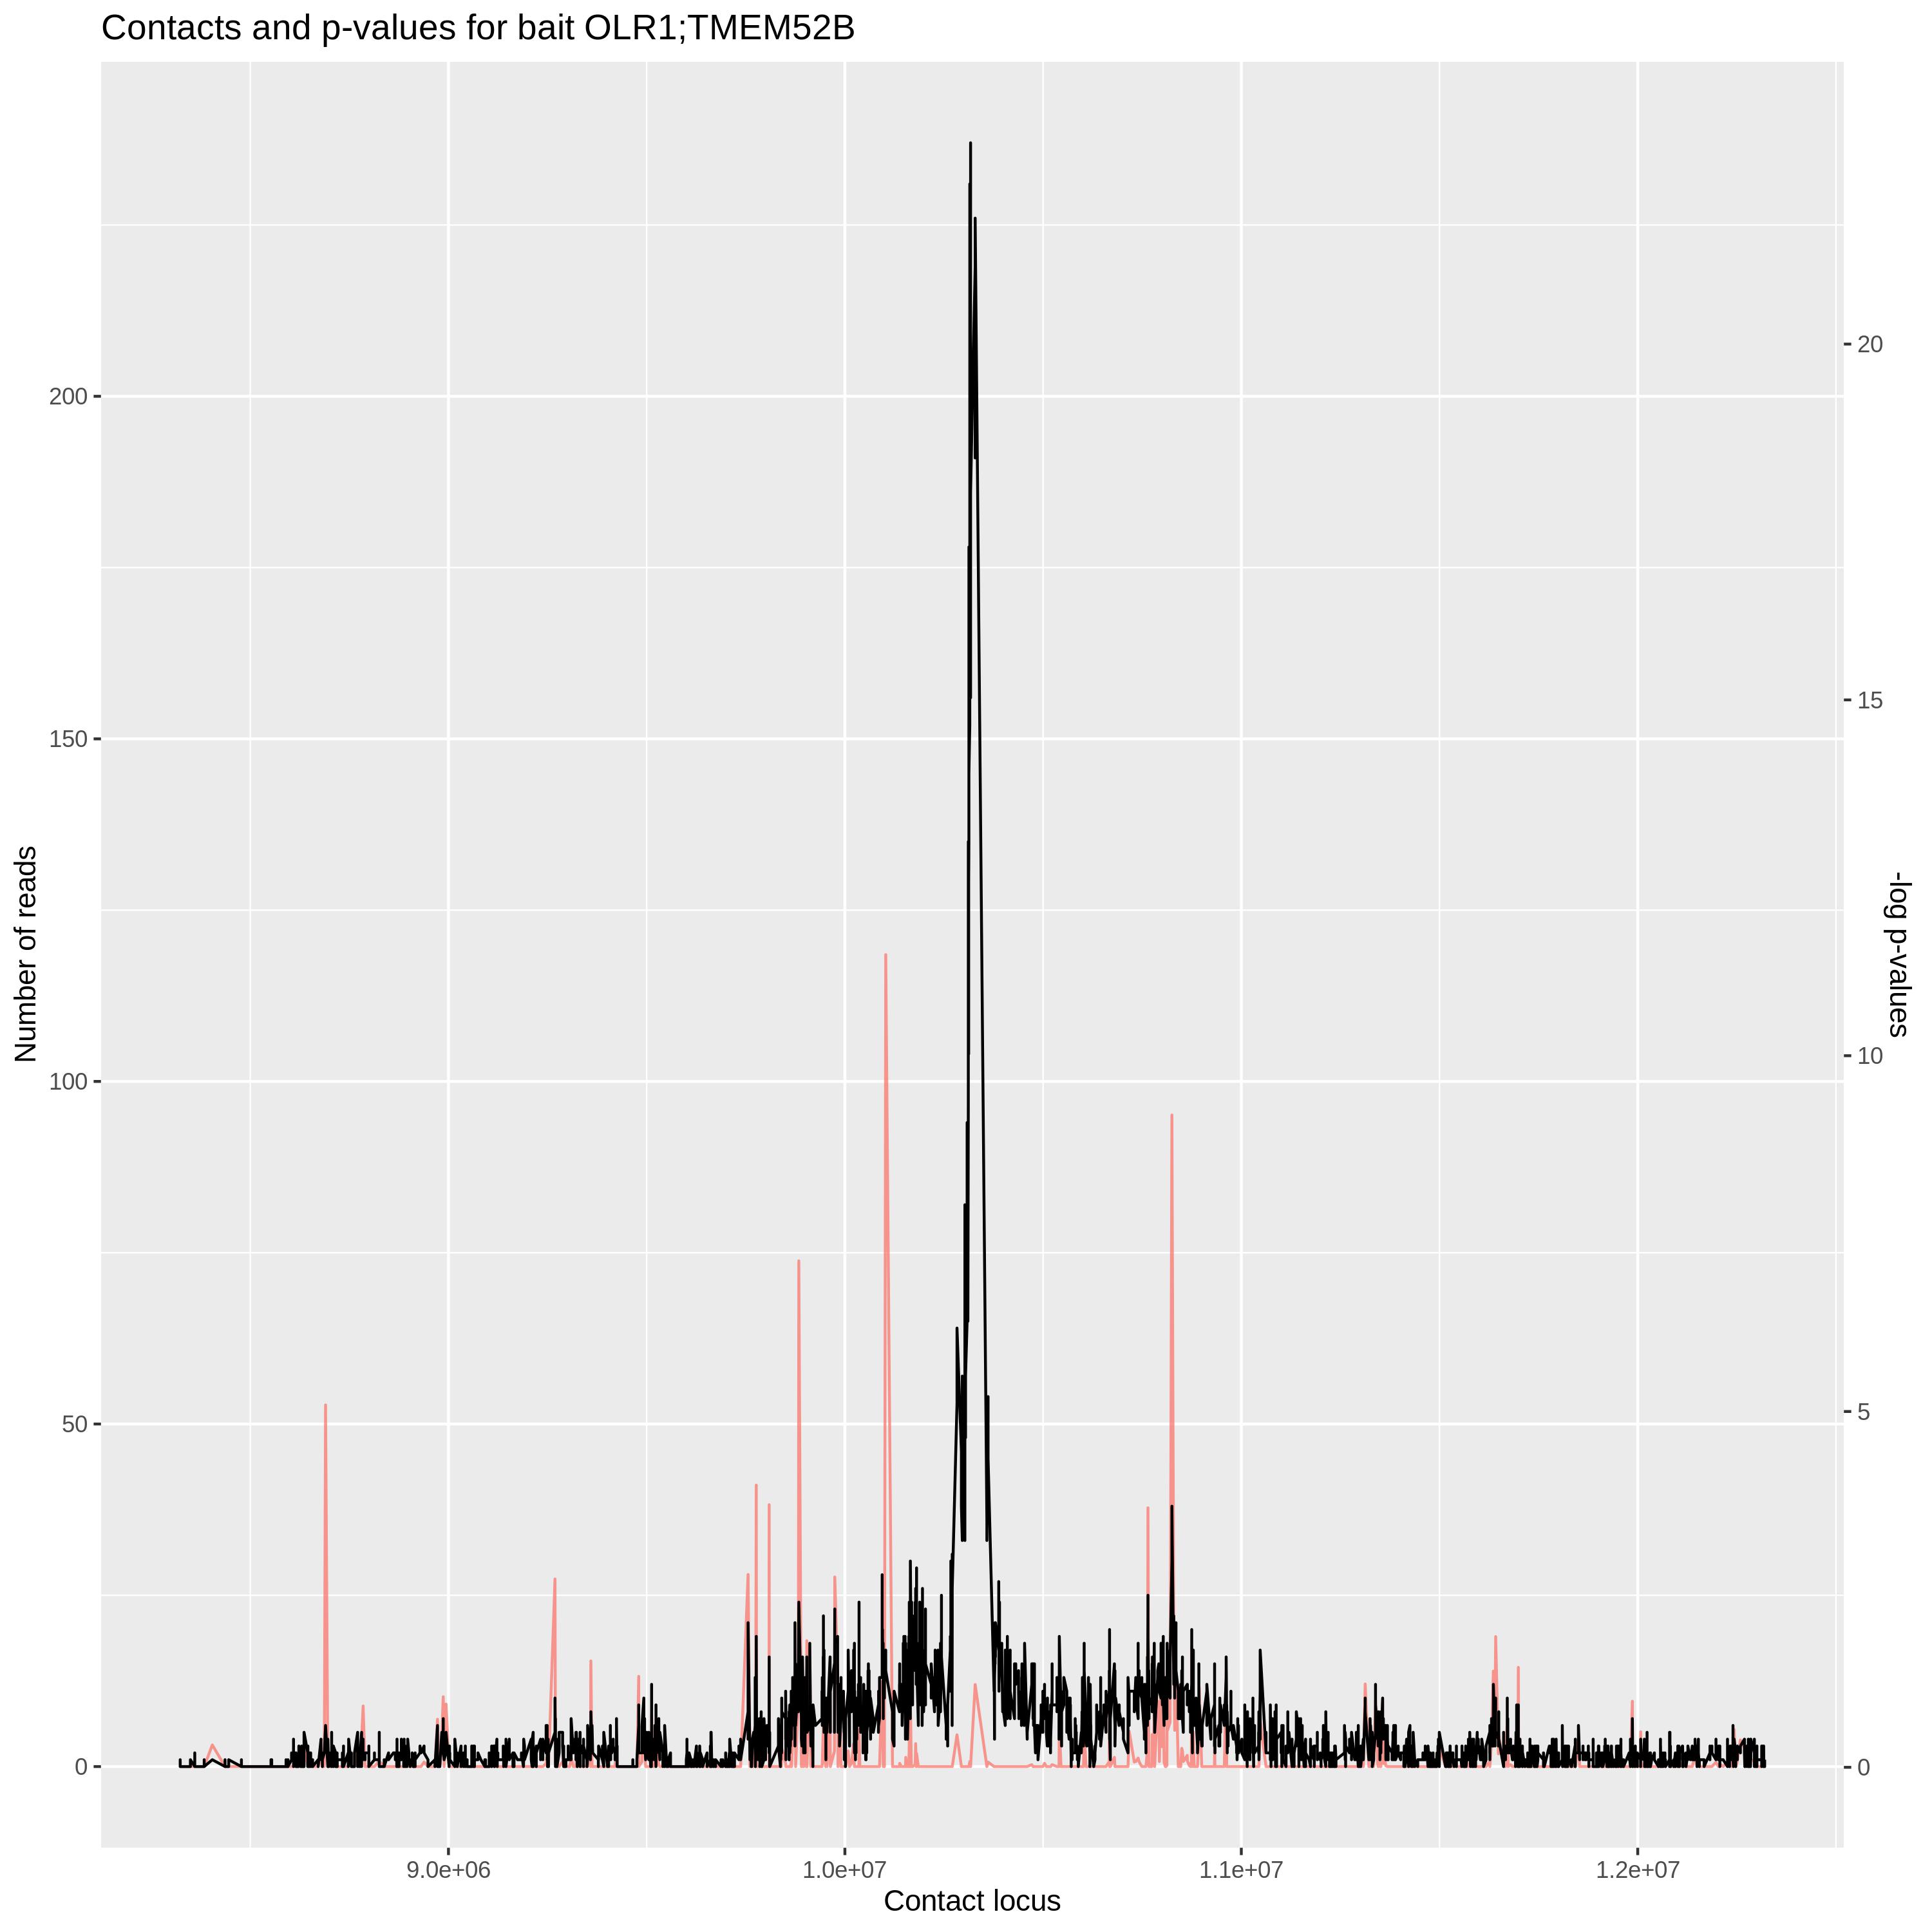 Contacts and p-values for bait OLR1;TMEM52B
Number of reads
200
150
100
50
0
20
15
10
5
0
-log p-values
9.0e+06
1.0e+07
1.1e+07
1.2e+07
Contact locus